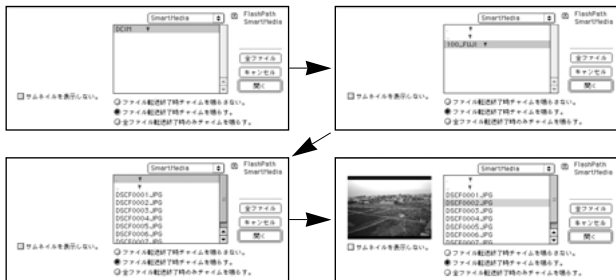 SmartMedia
FlashPath
SmartMedia
DCIM
全ファイル
キャンセル
開く
サムネイルを表示しない。
ファイル転送終了時チャイムを鳴らさない。
ファイル転送終了時チャイムを鳴らす。
全ファイル転送終了時のみチャイムを鳴らす。
SmartMedia
FlashPath
SmartMedia
.
100_FUJI
全ファイル
キャンセル
開く
サムネイルを表示しない。
ファイル転送終了時チャイムを鳴らさない。
ファイル転送終了時チャイムを鳴らす。
全ファイル転送終了時のみチャイムを鳴らす。
SmartMedia
FlashPath
SmartMedia
DSCF0001.JPG
DSCF0002.JPG
DSCF0003.JPG
DSCF0004.JPG
DSCF0005.JPG
DSCF0006.JPG
DSCF0007.JPG
全ファイル
キャンセル
開く
サムネイルを表示しない。
ファイル転送終了時チャイムを鳴らさない。
ファイル転送終了時チャイムを鳴らす。
全ファイル転送終了時のみチャイムを鳴らす。
SmartMedia
FlashPath
SmartMedia
DSCF0001.JPG
DSCF0002.JPG
DSCF0003.JPG
DSCF0004.JPG
DSCF0005.JPG
DSCF0006.JPG
DSCF0007.JPG
全ファイル
キャンセル
開く
サムネイルを表示しない。
ファイル転送終了時チャイムを鳴らさない。
ファイル転送終了時チャイムを鳴らす。
全ファイル転送終了時のみチャイムを鳴らす。